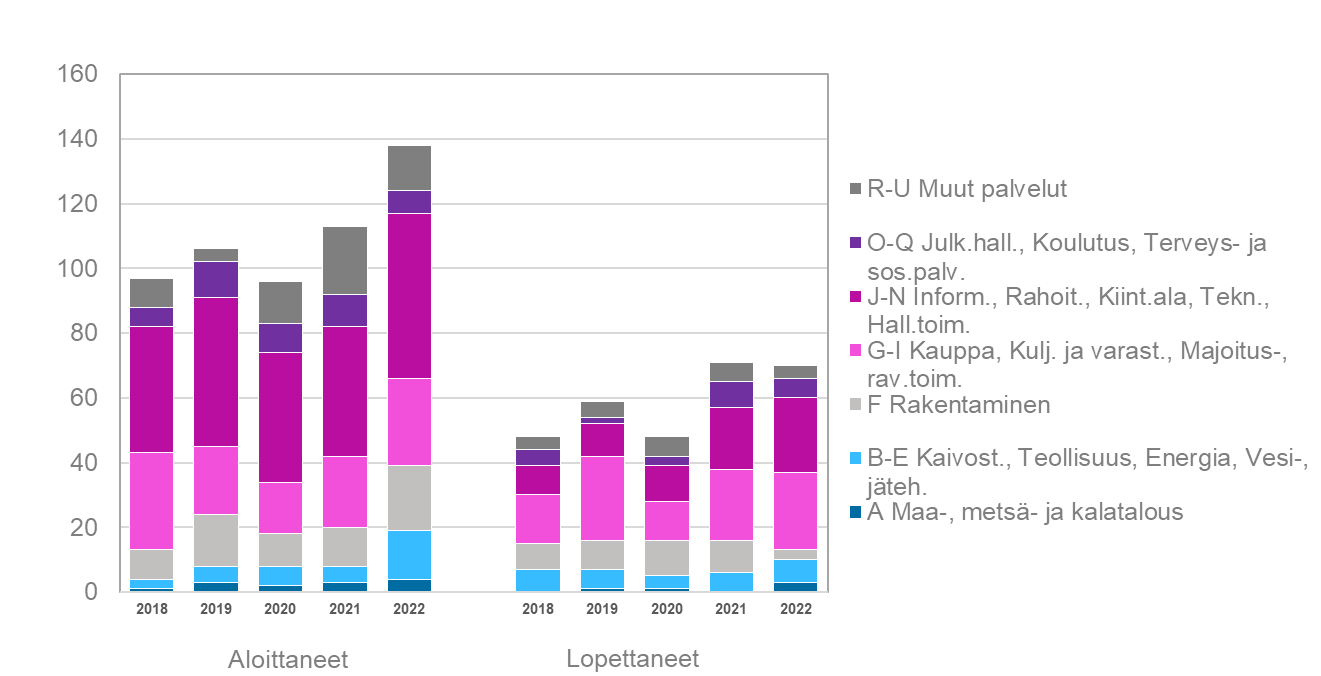 160
140
120
100
80
60
40
20
0
2018 2019 2020 2021 2022 2018 2019 2020 2021 2022
Aloittaneet Lopettaneet
R-U Muut palvelut
O-Q Julk.hall., Koulutus, Terveys- ja
sos.palv.
J-N Inform., Rahoit., Kiint.ala, Tekn.,
Hall.toim.
G-I Kauppa, Kulj. ja varast., Majoitus-,
rav.toim.
F Rakentaminen
B-E Kaivost., Teollisuus, Energia, Vesi-,
jäteh.
A Maa-, metsä- ja kalatalous